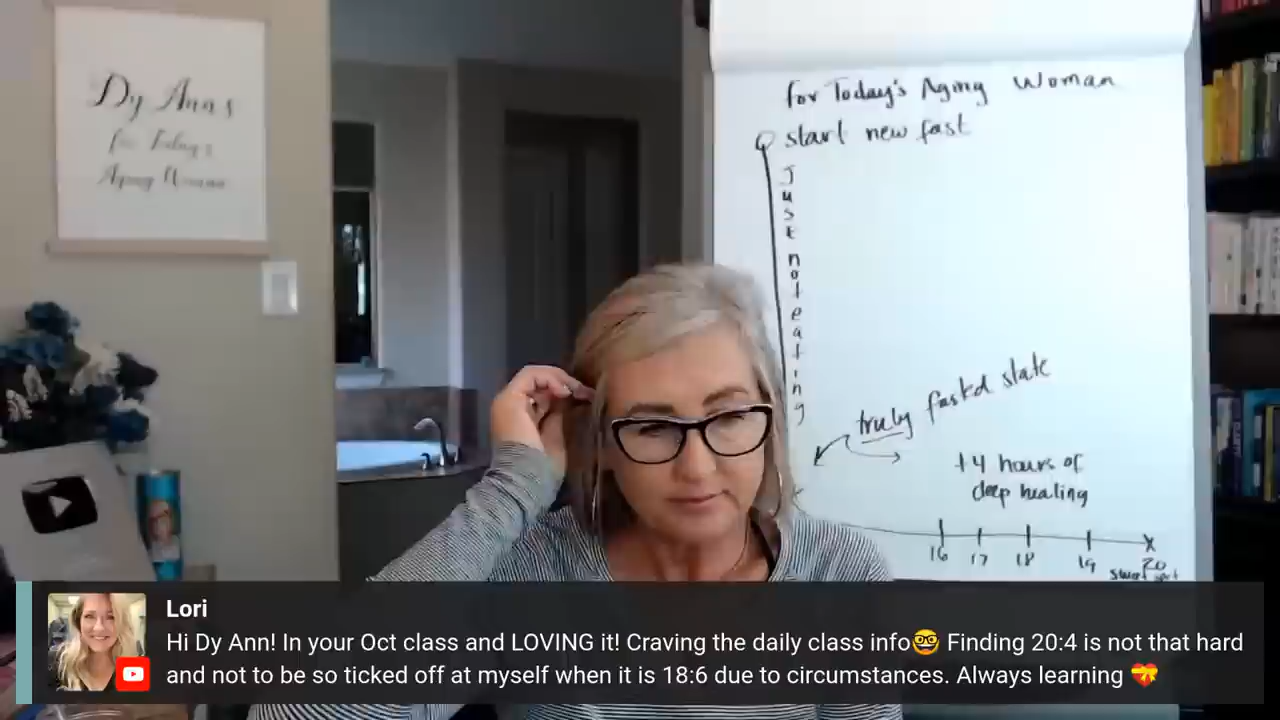 Dy Ann's
for Today's
Aging Woman
for Today's Aging Woman
start new fast
Just not eating
truly fasted state
+4 hours of
deep healing
16 17 18 19 20
sweet spot
Lori
Hi Dy Ann! In your Oct class and LOVING it! Craving the daily class info🤓 Finding 20:4 is not that hard
and not to be so ticked off at myself when it is 18:6 due to circumstances. Always learning 💝